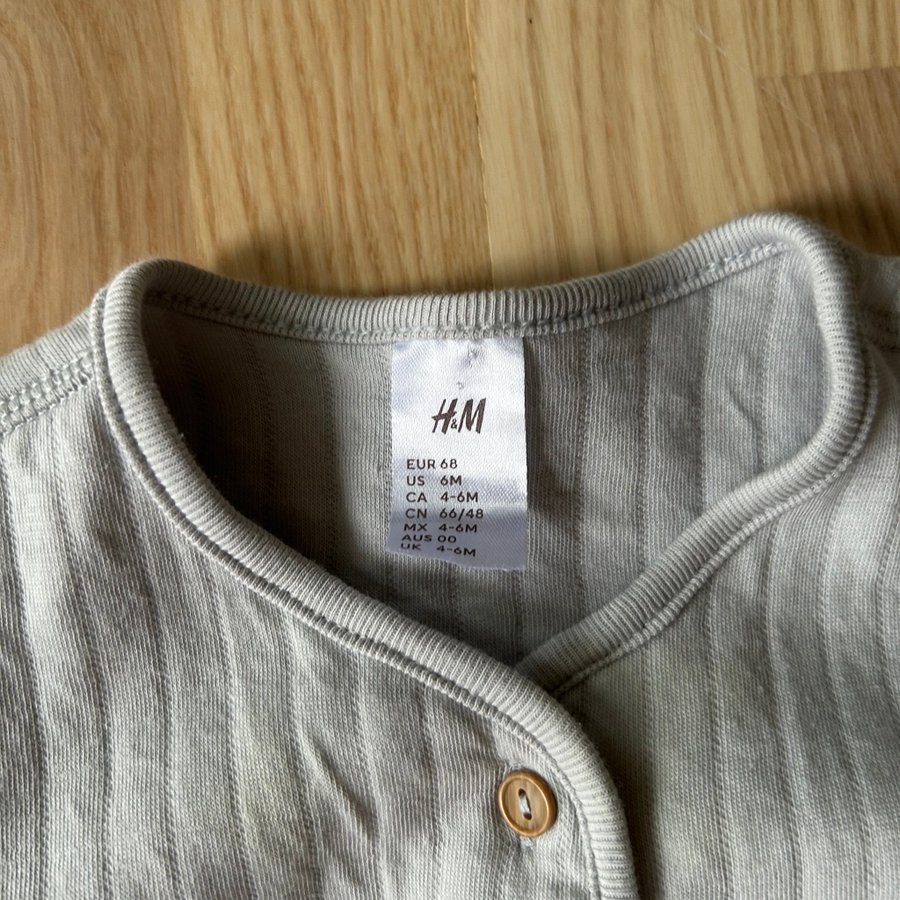 H&M
EUR 68
US 6M
CA 4-6M
CN 66/48
MX 4-6M
AUS 00
UK 4-6M